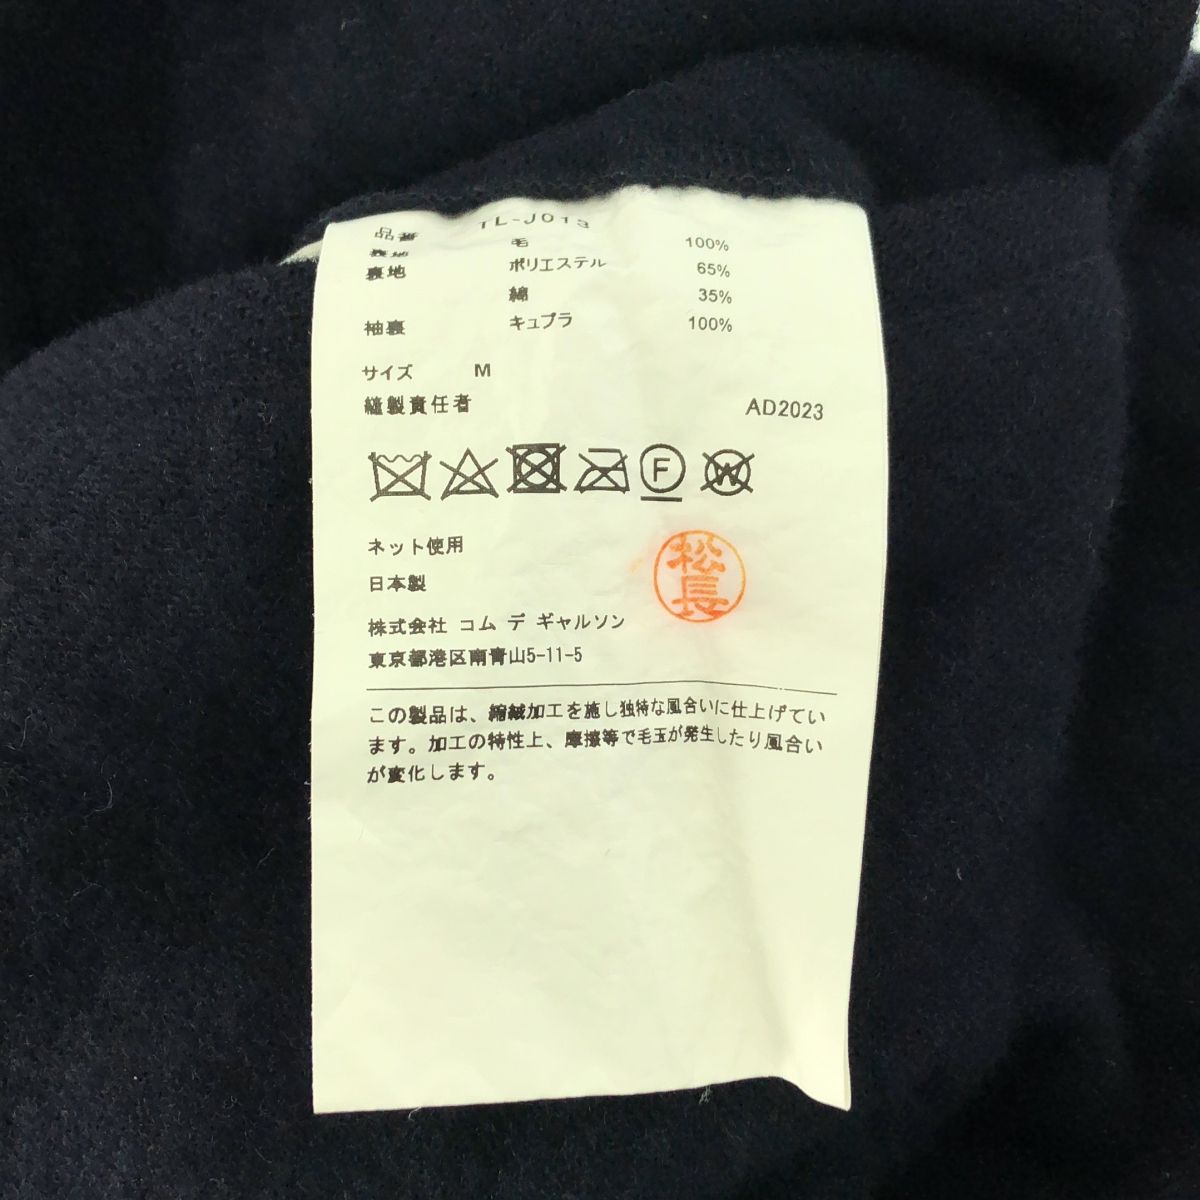 品番 TL-J013
表地 毛 100%
裏地 ポリエステル 65%
綿 35%
袖裏 キュプラ 100%
サイズ M
縫製責任者 AD2023
F W
ネット使用
松長
日本製
株式会社 コム デ ギャルソン
東京都港区南青山5-11-5
この製品は、縮絨加工を施し独特な風合いに仕上げてい
ます。加工の特性上、摩擦等で毛玉が発生したり風合い
が変化します。